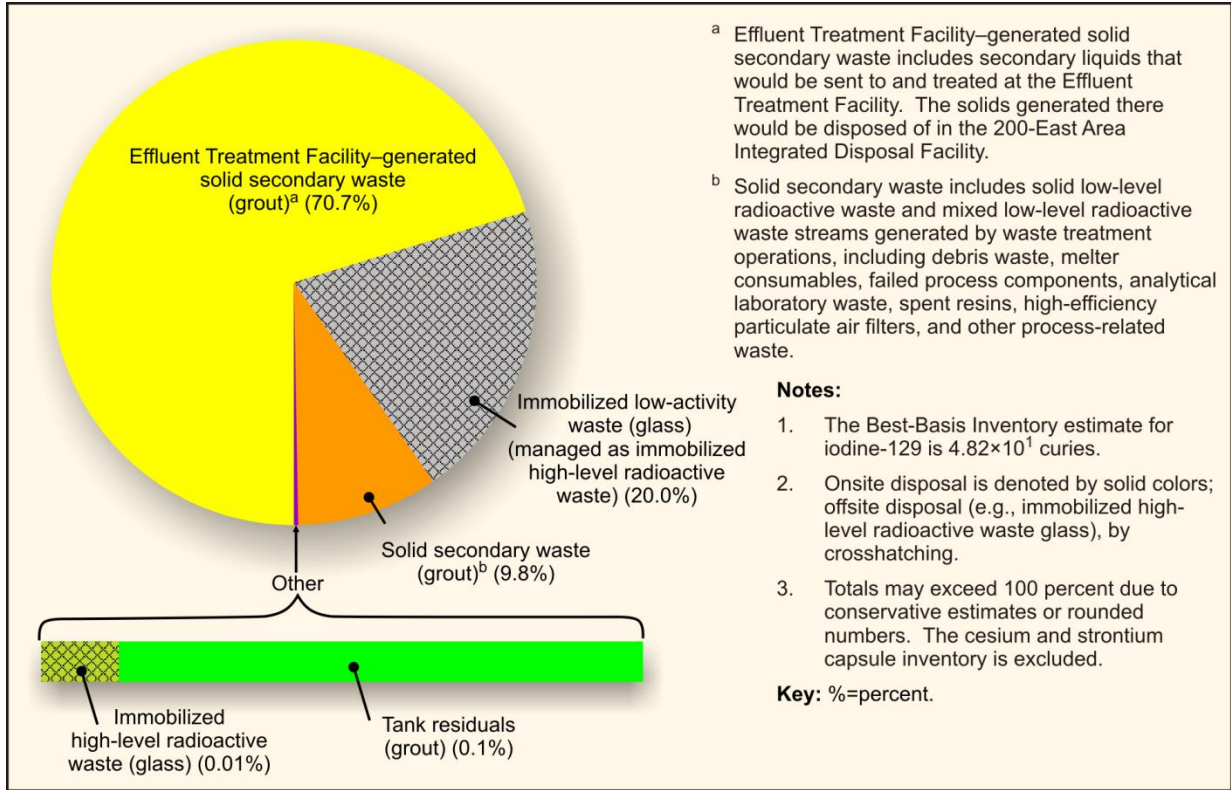 Effluent Treatment Facility–generated
solid secondary waste
(grout)ᵃ (70.7%)
Immobilized low-activity
waste (glass)
(managed as immobilized
high-level radioactive
waste) (20.0%)
Solid secondary waste
(grout)ᵇ (9.8%)
Other
Immobilized
high-level radioactive
waste (glass) (0.01%)
Tank residuals
(grout) (0.1%)
ᵃ Effluent Treatment Facility–generated solid
secondary waste includes secondary liquids that
would be sent to and treated at the Effluent
Treatment Facility. The solids generated there
would be disposed of in the 200-East Area
Integrated Disposal Facility.
ᵇ Solid secondary waste includes solid low-level
radioactive waste and mixed low-level radioactive
waste streams generated by waste treatment
operations, including debris waste, melter
consumables, failed process components, analytical
laboratory waste, spent resins, high-efficiency
particulate air filters, and other process-related
waste.
Notes:
1. The Best-Basis Inventory estimate for
iodine-129 is 4.82×10¹ curies.
2. Onsite disposal is denoted by solid colors;
offsite disposal (e.g., immobilized high-
level radioactive waste glass), by
crosshatching.
3. Totals may exceed 100 percent due to
conservative estimates or rounded
numbers. The cesium and strontium
capsule inventory is excluded.
Key: %=percent.